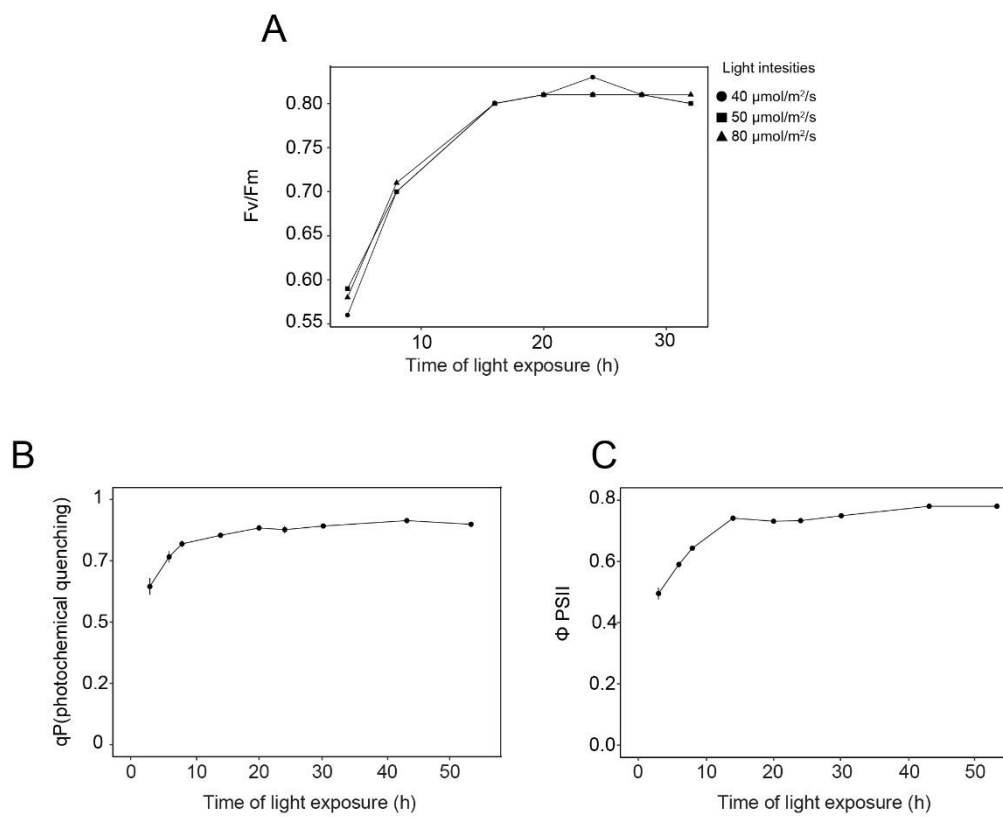 A
Light intesities
40 µmol/m²/s
50 µmol/m²/s
80 µmol/m²/s
Fv/Fm
0.80
0.75
0.70
0.65
0.60
0.55
10 20 30
Time of light exposure (h)
B
qP(photochemical quenching)
1
0.7
0.5
0.2
0
0 10 20 30 40 50
Time of light exposure (h)
C
Φ PSII
0.8
0.6
0.4
0.2
0.0
0 10 20 30 40 50
Time of light exposure (h)